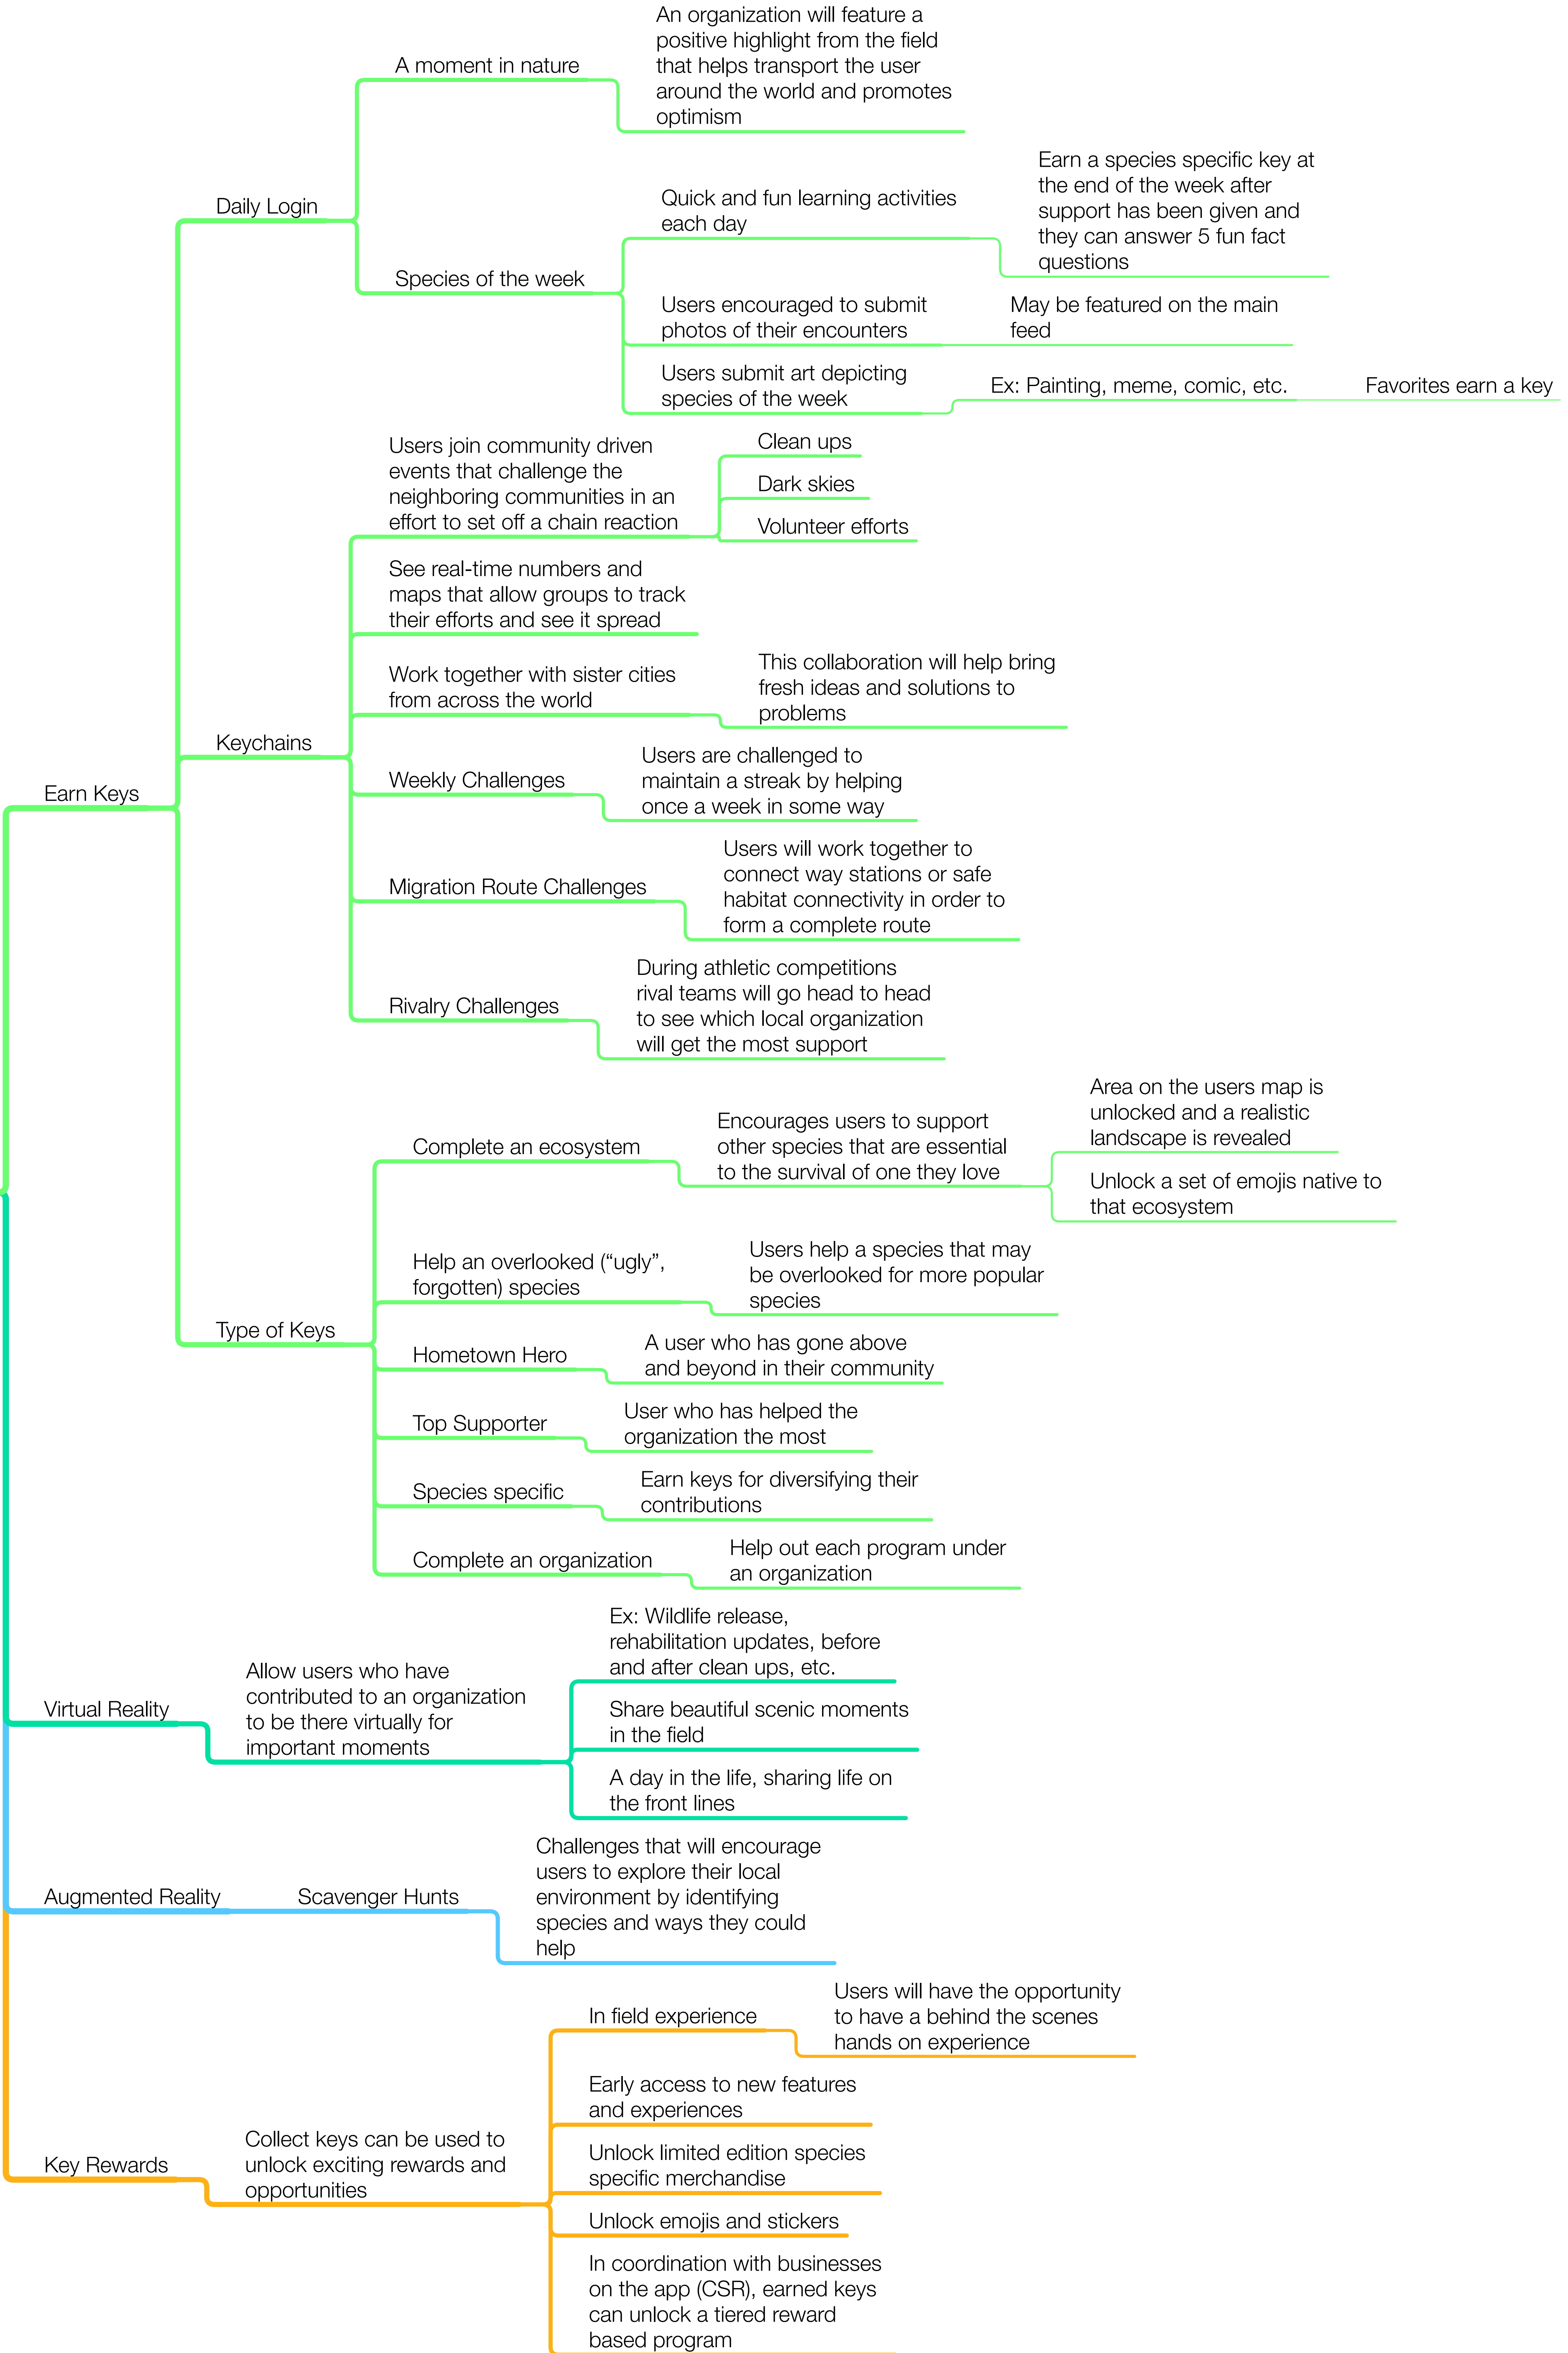 An organization will feature a
positive highlight from the field
that helps transport the user
around the world and promotes
optimism
A moment in nature
Earn a species specific key at
the end of the week after
support has been given and
they can answer 5 fun fact
questions
Quick and fun learning activities
each day
Daily Login
Species of the week
Users encouraged to submit
photos of their encounters
May be featured on the main
feed
Users submit art depicting
species of the week
Ex: Painting, meme, comic, etc.
Favorites earn a key
Users join community driven
events that challenge the
neighboring communities in an
effort to set off a chain reaction
Clean ups
Dark skies
Volunteer efforts
See real-time numbers and
maps that allow groups to track
their efforts and see it spread
Work together with sister cities
from across the world
This collaboration will help bring
fresh ideas and solutions to
problems
Keychains
Weekly Challenges
Users are challenged to
maintain a streak by helping
once a week in some way
Earn Keys
Migration Route Challenges
Users will work together to
connect way stations or safe
habitat connectivity in order to
form a complete route
Rivalry Challenges
During athletic competitions
rival teams will go head to head
to see which local organization
will get the most support
Complete an ecosystem
Encourages users to support
other species that are essential
to the survival of one they love
Area on the users map is
unlocked and a realistic
landscape is revealed
Unlock a set of emojis native to
that ecosystem
Help an overlooked (“ugly”,
forgotten) species
Users help a species that may
be overlooked for more popular
species
Type of Keys
Hometown Hero
A user who has gone above
and beyond in their community
Top Supporter
User who has helped the
organization the most
Species specific
Earn keys for diversifying their
contributions
Complete an organization
Help out each program under
an organization
Virtual Reality
Allow users who have
contributed to an organization
to be there virtually for
important moments
Ex: Wildlife release,
rehabilitation updates, before
and after clean ups, etc.
Share beautiful scenic moments
in the field
A day in the life, sharing life on
the front lines
Augmented Reality
Scavenger Hunts
Challenges that will encourage
users to explore their local
environment by identifying
species and ways they could
help
Key Rewards
Collect keys can be used to
unlock exciting rewards and
opportunities
In field experience
Users will have the opportunity
to have a behind the scenes
hands on experience
Early access to new features
and experiences
Unlock limited edition species
specific merchandise
Unlock emojis and stickers
In coordination with businesses
on the app (CSR), earned keys
can unlock a tiered reward
based program